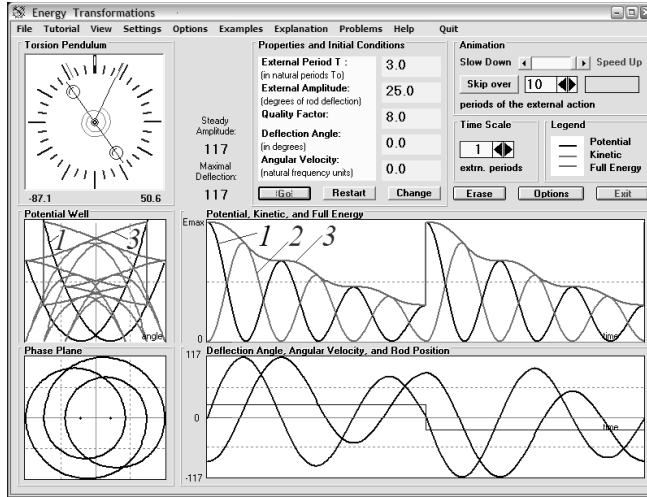 Energy Transformations
File Tutorial View Settings Options Examples Explanation Problems Help Quit
Torsion Pendulum
-87.1 50.6
Steady
Amplitude:
117
Maximal
Deflection:
117
Properties and Initial Conditions
External Period T :
(in natural periods To)
3.0
External Amplitude:
(degrees of rod deflection)
25.0
Quality Factor:
8.0
Deflection Angle:
(in degrees)
0.0
Angular Velocity:
(natural frequency units)
0.0
Go Restart Change
Animation
Slow Down Speed Up
Skip over 10
periods of the external action
Time Scale
1
extrn. periods
Legend
Potential
Kinetic
Full Energy
Erase Options Exit
Potential Well
1 3
angle
Potential, Kinetic, and Full Energy
Emax
1 2 3
0
time
Phase Plane
Deflection Angle, Angular Velocity, and Rod Position
117
0
time
-117